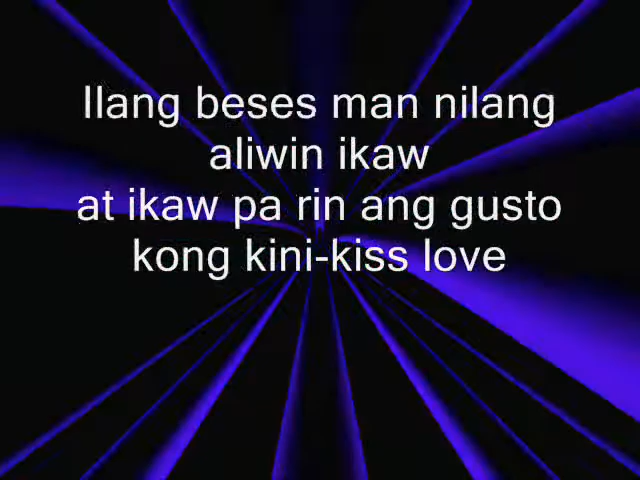 Ilang beses man nilang
aliwin ikaw
at ikaw pa rin ang gusto
kong kini-kiss love